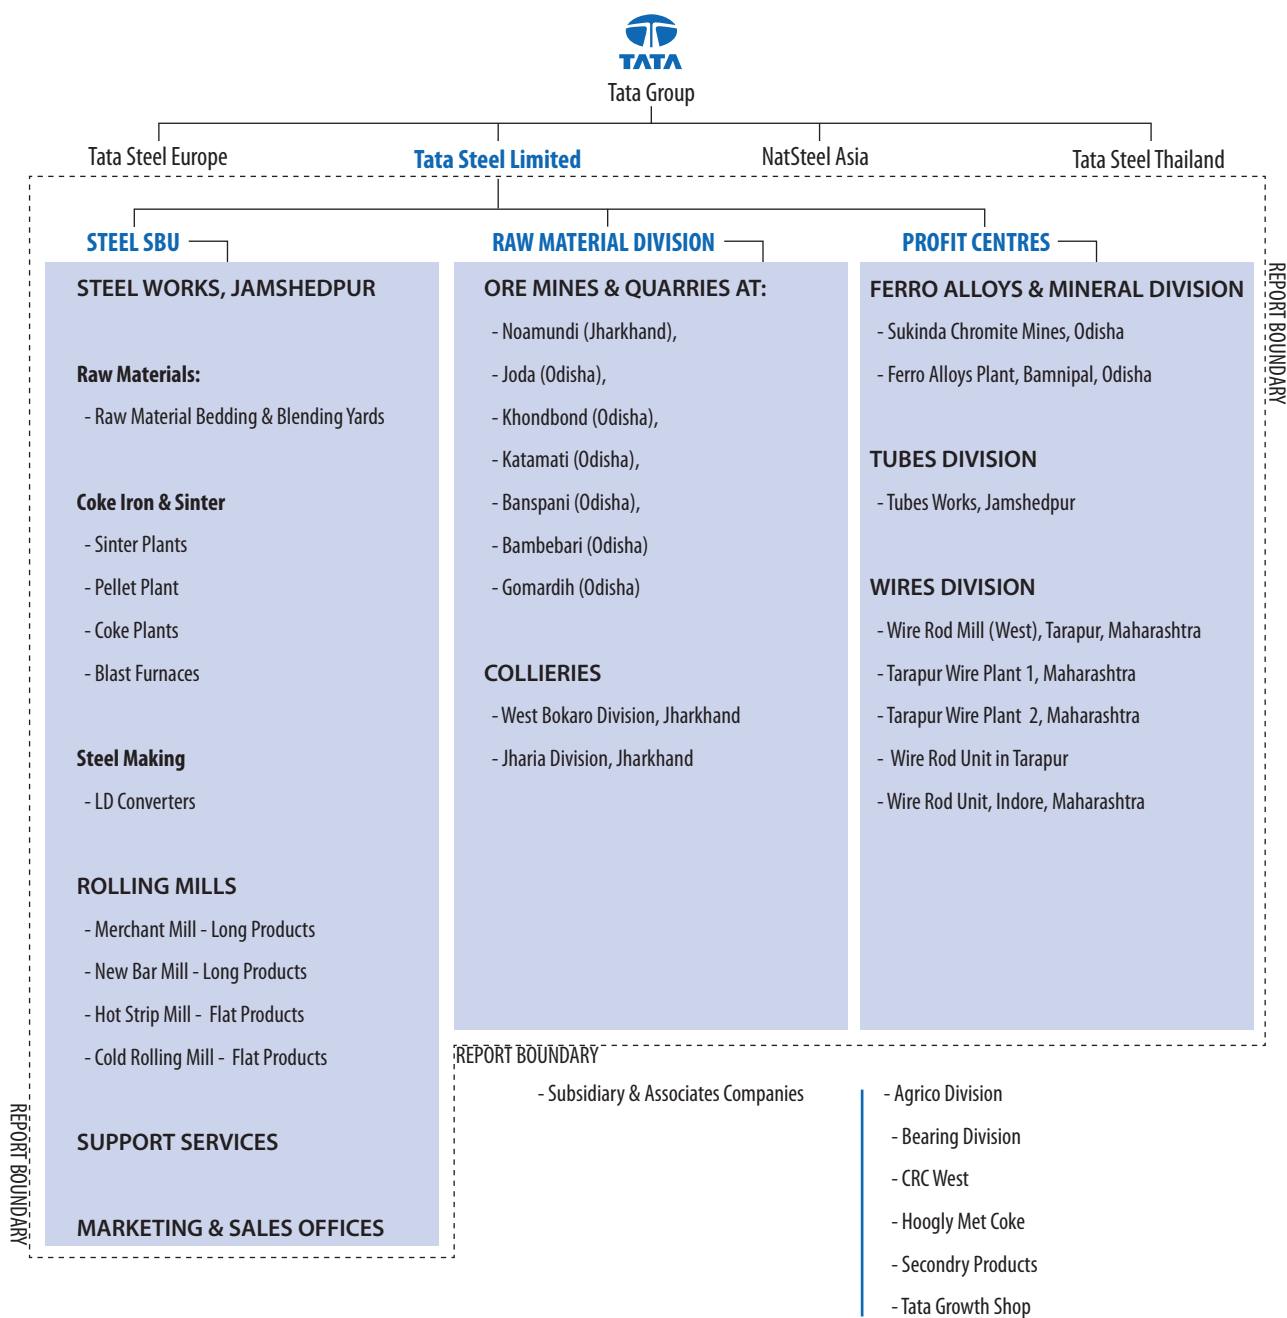 TATA
Tata Group
Tata Steel Europe
Tata Steel Limited
NatSteel Asia
Tata Steel Thailand
STEEL SBU
RAW MATERIAL DIVISION
PROFIT CENTRES
STEEL WORKS, JAMSHEDPUR
Raw Materials:
- Raw Material Bedding & Blending Yards
Coke Iron & Sinter
- Sinter Plants
- Pellet Plant
- Coke Plants
- Blast Furnaces
Steel Making
- LD Converters
ROLLING MILLS
- Merchant Mill - Long Products
- New Bar Mill - Long Products
- Hot Strip Mill - Flat Products
- Cold Rolling Mill - Flat Products
SUPPORT SERVICES
MARKETING & SALES OFFICES
ORE MINES & QUARRIES AT:
- Noamundi (Jharkhand),
- Joda (Odisha),
- Khondbond (Odisha),
- Katamati (Odisha),
- Banspani (Odisha),
- Bambebari (Odisha)
- Gomardih (Odisha)
COLLIERIES
- West Bokaro Division, Jharkhand
- Jharia Division, Jharkhand
FERRO ALLOYS & MINERAL DIVISION
- Sukinda Chromite Mines, Odisha
- Ferro Alloys Plant, Bamnipal, Odisha
TUBES DIVISION
- Tubes Works, Jamshedpur
WIRES DIVISION
- Wire Rod Mill (West), Tarapur, Maharashtra
- Tarapur Wire Plant 1, Maharashtra
- Tarapur Wire Plant 2, Maharashtra
- Wire Rod Unit in Tarapur
- Wire Rod Unit, Indore, Maharashtra
REPORT BOUNDARY
REPORT BOUNDARY
REPORT BOUNDARY
- Subsidiary & Associates Companies
- Agrico Division
- Bearing Division
- CRC West
- Hoogly Met Coke
- Secondry Products
- Tata Growth Shop